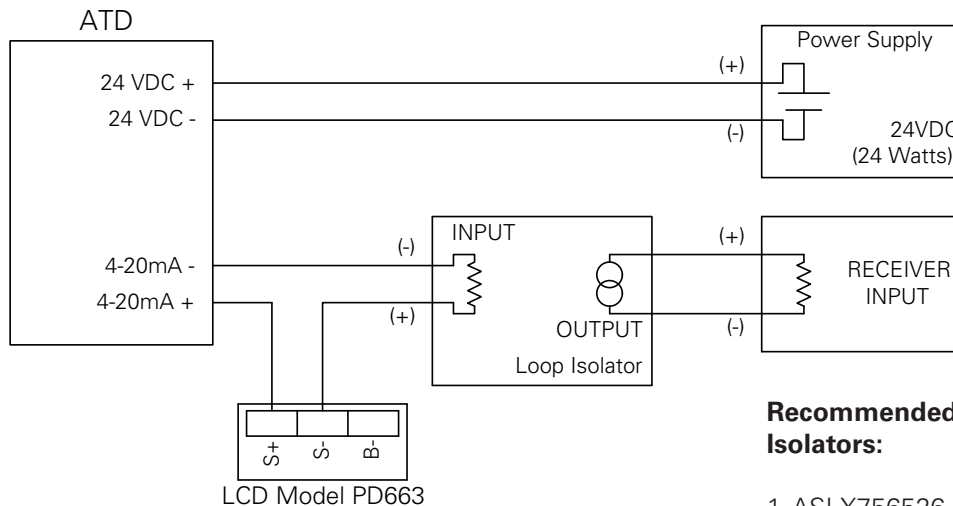 ATD
24 VDC +
24 VDC -
4-20mA -
4-20mA +
(+)
(-)
Power Supply
24VDC
(24 Watts)
(-)
(+)
INPUT
OUTPUT
Loop Isolator
(+)
(-)
RECEIVER
INPUT
S+
S-
B-
LCD Model PD663
Recommended
Isolators: